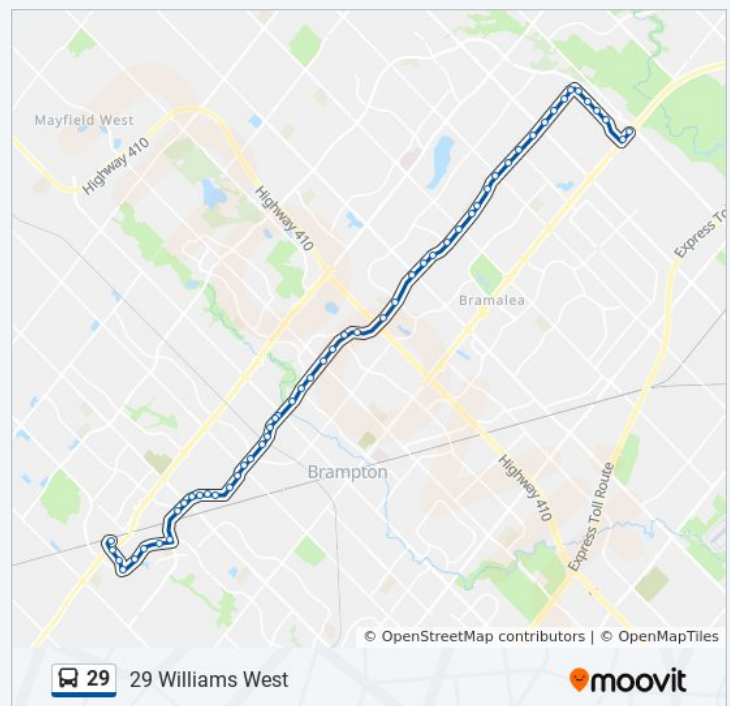 Mayfield West
Highway 410
Highway 410
Express To
Bramalea
Brampton
Highway 410
Express Toll Route
© OpenStreetMap contributors | © OpenMapTiles
29 29 Williams West
moovit